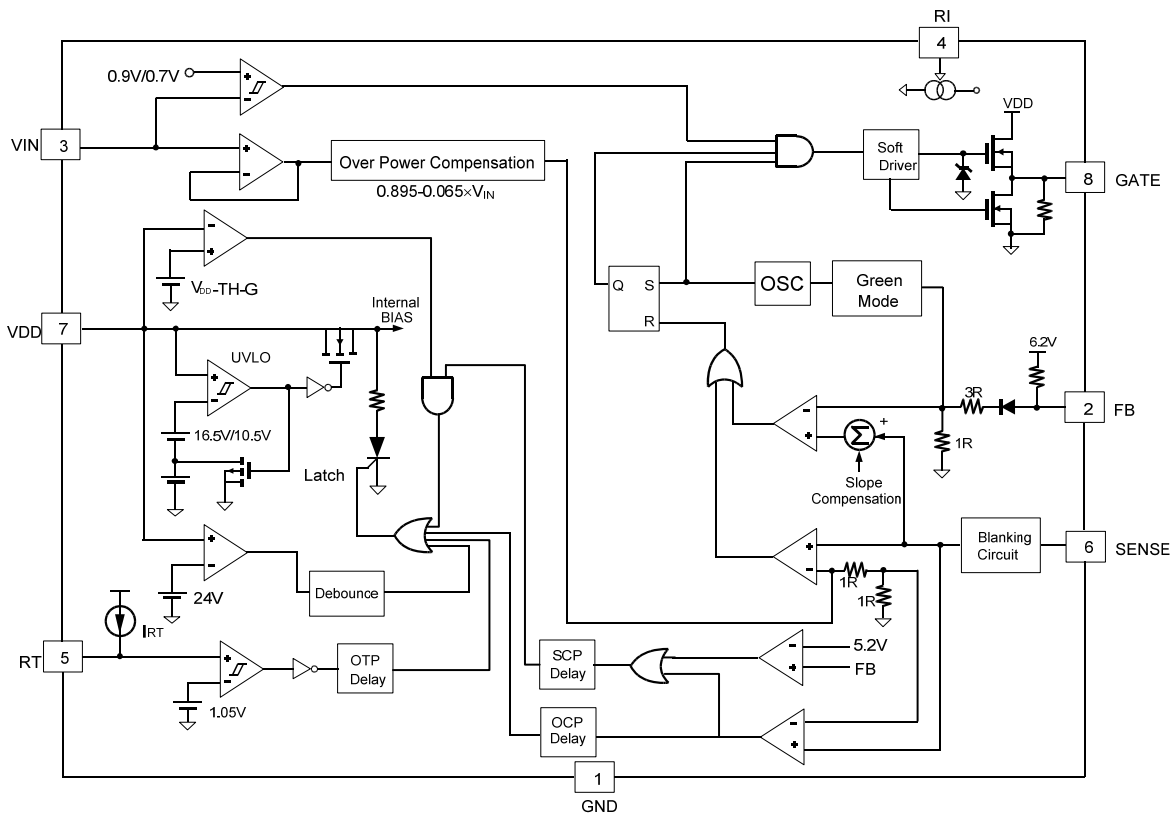 RI
4
0.9V/0.7V
+
-
VDD
VIN
3
+
-
Over Power Compensation
0.895-0.065×VIN
Soft
Driver
8
GATE
-
+
VDD-TH-G
Q
S
R
OSC
Green
Mode
Internal
BIAS
VDD
7
UVLO
+
-
6.2V
3R
2
FB
16.5V/10.5V
-
+
Σ
+
1R
Latch
Slope
Compensation
+
-
24V
Debounce
+
-
1R
1R
Blanking
Circuit
6
SENSE
IRT
RT
5
+
-
1.05V
OTP
Delay
SCP
Delay
-
+
5.2V
FB
OCP
Delay
-
+
1
GND